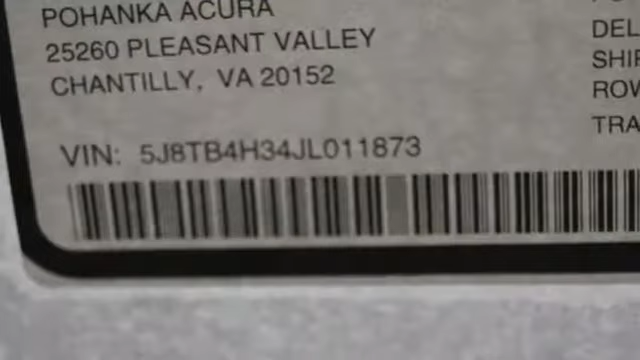 POHANKA ACURA
25260 PLEASANT VALLEY
CHANTILLY, VA 20152
VIN: 5J8TB4H34JL011873
DEL
SHIP
ROW
TRA